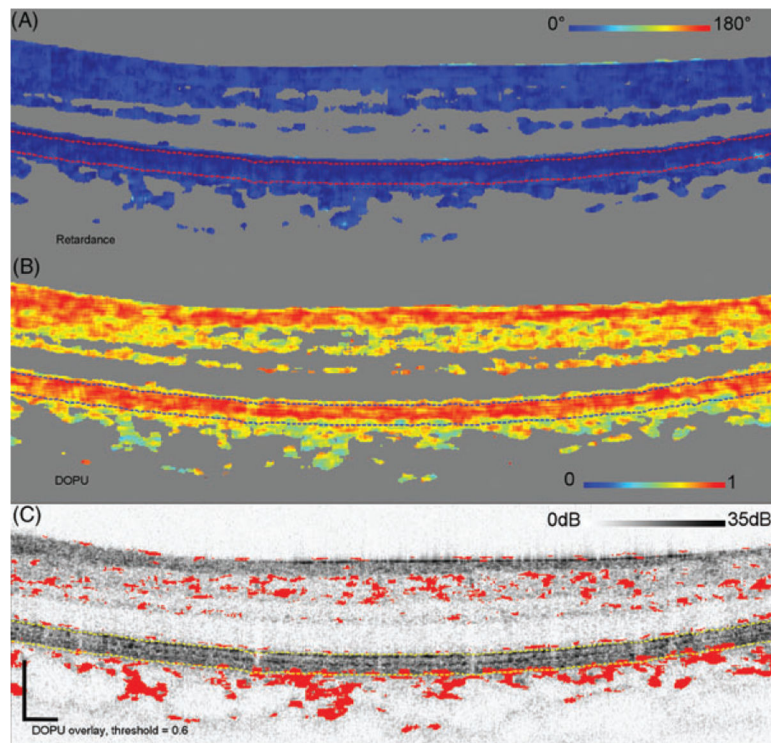 (A)
0° 180°
Retardance
(B)
DOPU
0 1
(C)
0dB 35dB
DOPU overlay, threshold = 0.6